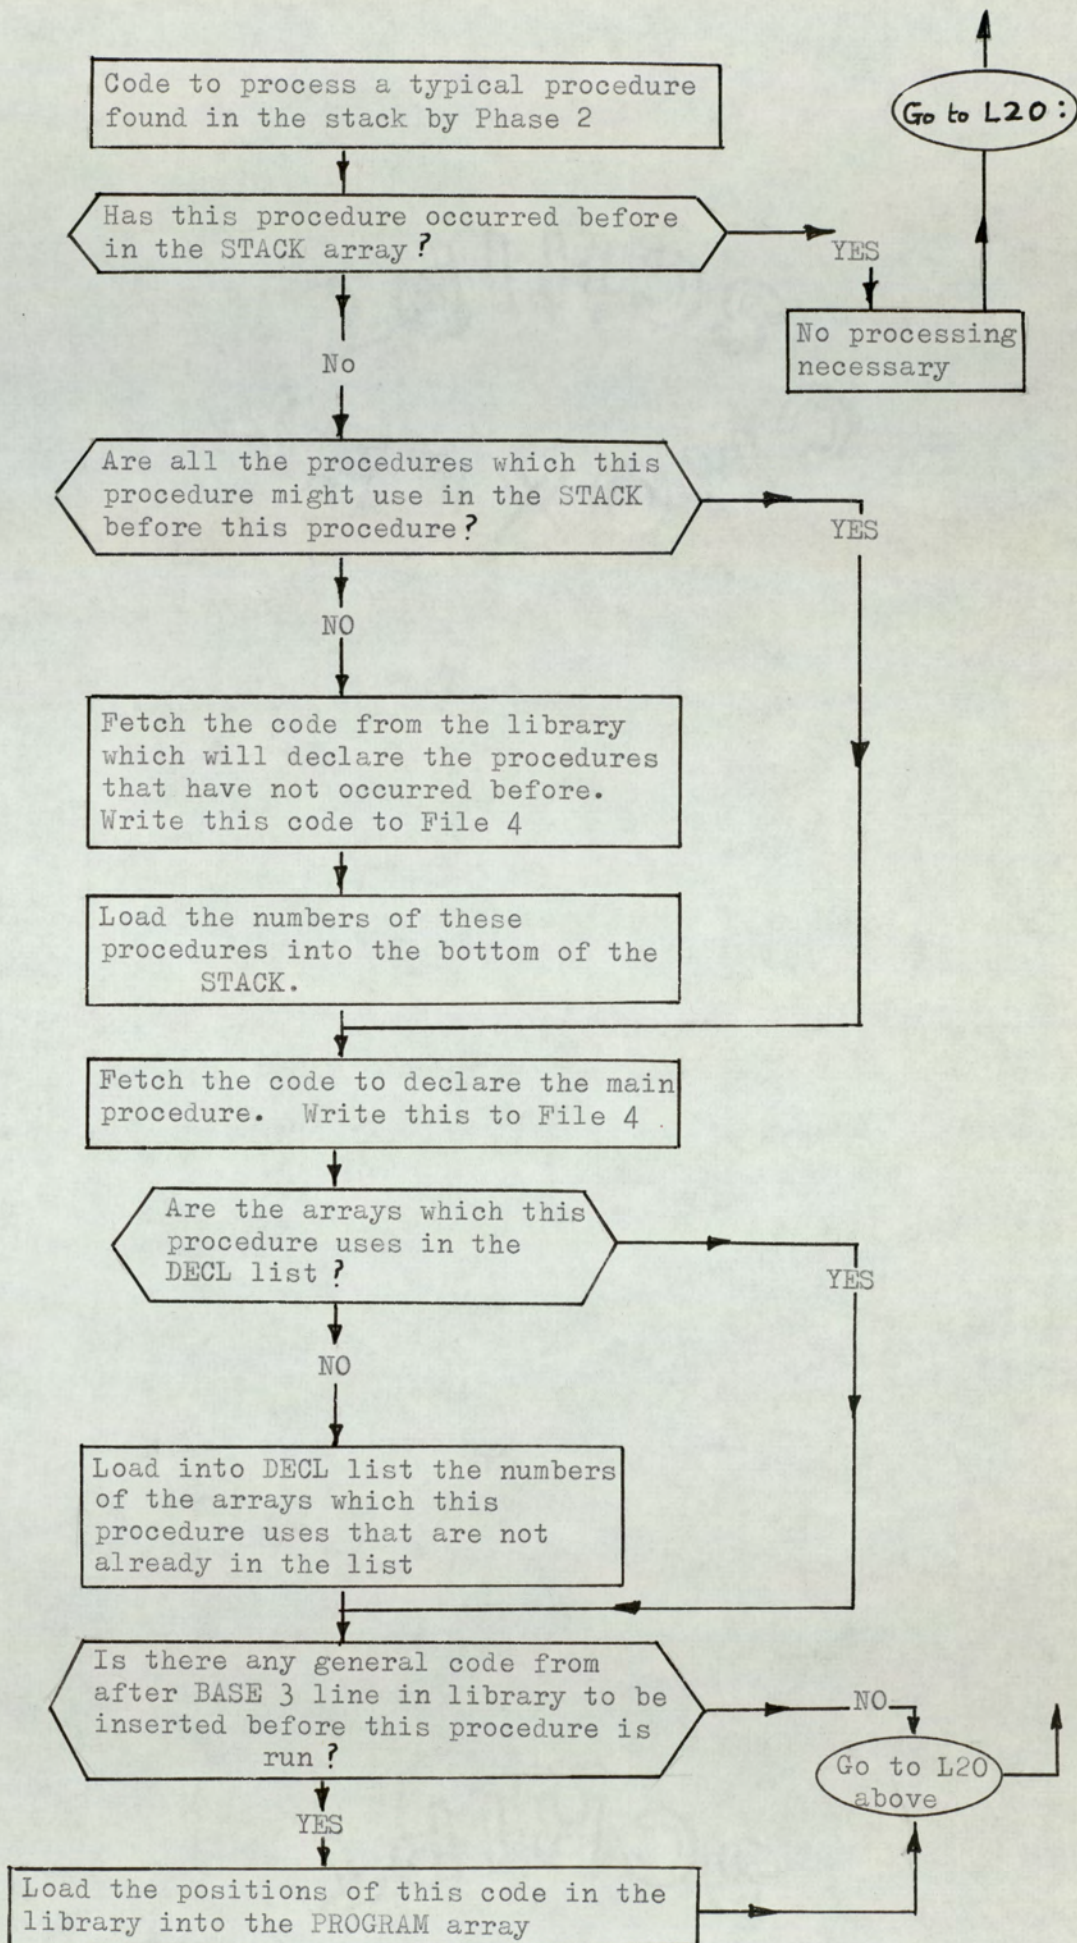 Code to process a typical procedure
found in the stack by Phase 2
Go to L20:
Has this procedure occurred before
in the STACK array?
YES
No processing
necessary
No
Are all the procedures which this
procedure might use in the STACK
before this procedure?
YES
NO
Fetch the code from the library
which will declare the procedures
that have not occurred before.
Write this code to File 4
Load the numbers of these
procedures into the bottom of the
STACK.
Fetch the code to declare the main
procedure. Write this to File 4
Are the arrays which this
procedure uses in the
DECL list?
YES
NO
Load into DECL list the numbers
of the arrays which this
procedure uses that are not
already in the list
Is there any general code from
after BASE 3 line in library to be
inserted before this procedure is
run?
NO
Go to L20
above
YES
Load the positions of this code in the
library into the PROGRAM array